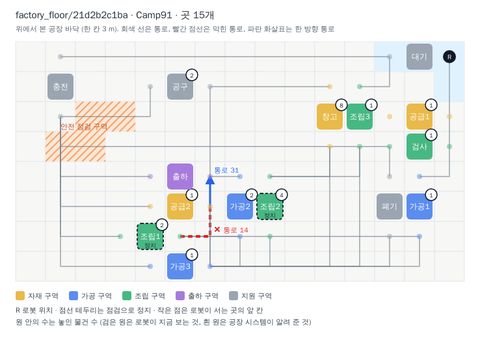 factory_floor/21d2b2c1ba · Camp91 · 곳 15개
위에서 본 공장 바닥 (한 칸 3 m). 회색 선은 통로, 빨간 점선은 막힌 통로, 파란 화살표는 한 방향 통로
대기
R
충전
공구
2
창고
8
조립3
1
공급1
1
안전 점검 구역
검사
1
출하
통로 31
공급2
1
가공2
2
조립2
정지
4
폐기
가공1
1
조립1
정지
2
✕ 통로 14
가공3
1
자재 구역
가공 구역
조립 구역
출하 구역
지원 구역
R 로봇 위치 · 점선 테두리는 점검으로 정지 · 작은 점은 로봇이 서는 곳의 앞 칸
원 안의 수는 놓인 물건 수 (검은 원은 로봇이 지금 보는 것, 흰 원은 공장 시스템이 알려 준 것)